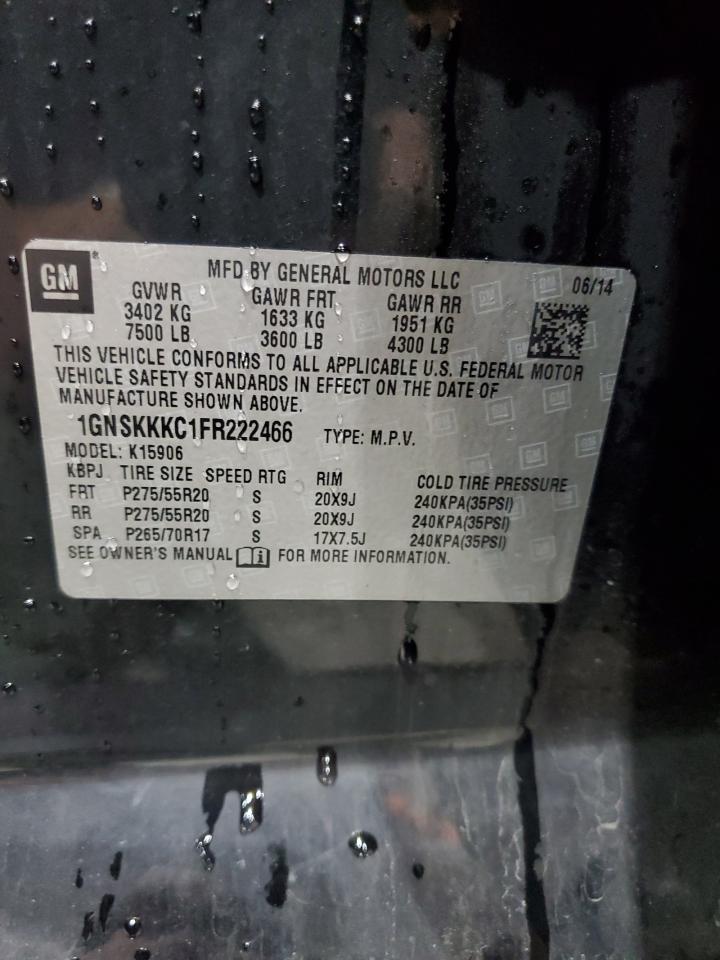 GM
MFD BY GENERAL MOTORS LLC 06/14
GVWR GAWR FRT GAWR RR
3402 KG 1633 KG 1951 KG
7500 LB 3600 LB 4300 LB
THIS VEHICLE CONFORMS TO ALL APPLICABLE U.S. FEDERAL MOTOR
VEHICLE SAFETY STANDARDS IN EFFECT ON THE DATE OF
MANUFACTURE SHOWN ABOVE.
1GNSKKKC1FR222466 TYPE: M.P.V.
MODEL: K15906
KBPJ TIRE SIZE SPEED RTG RIM COLD TIRE PRESSURE
FRT P275/55R20 S 20X9J 240KPA(35PSI)
RR P275/55R20 S 20X9J 240KPA(35PSI)
SPA P265/70R17 S 17X7.5J 240KPA(35PSI)
SEE OWNER'S MANUAL FOR MORE INFORMATION.